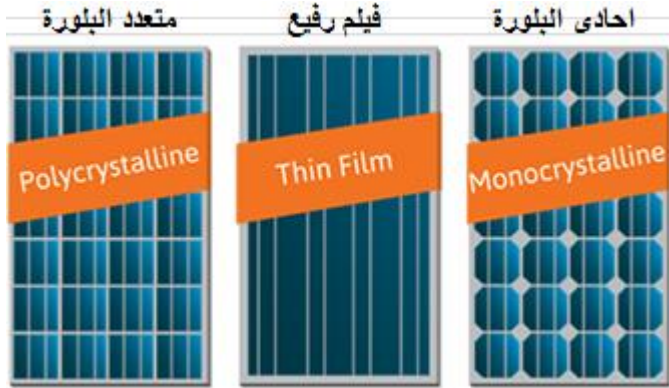 احادى البلورة
فيلم رفيع
متعدد البلورة
Polycrystalline
Thin Film
Monocrystalline